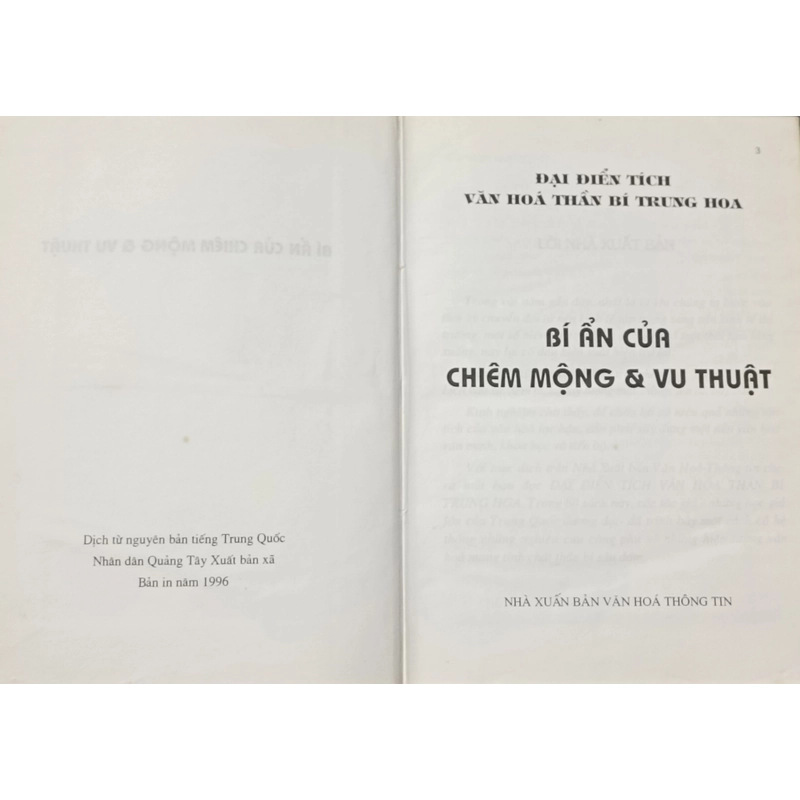 Dịch từ nguyên bản tiếng Trung Quốc
Nhân dân Quảng Tây Xuất bản xã
Bản in năm 1996
3
ĐẠI ĐIỂN TÍCH
VĂN HOÁ THẦN BÍ TRUNG HOA
BÍ ẨN CỦA
CHIÊM MỘNG & VU THUẬT
NHÀ XUẤN BẢN VĂN HOÁ THÔNG TIN